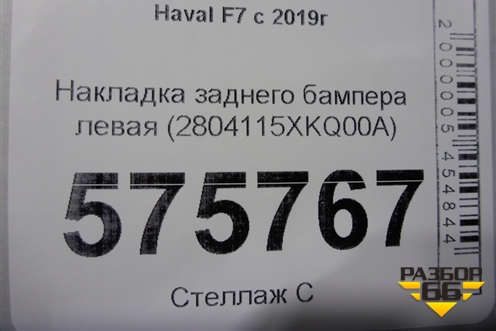 Haval F7 с 2019г
Накладка заднего бампера
левая (2804115XKQ00A)
575767
Стеллаж С
2000005454844
РАЗБОР
66